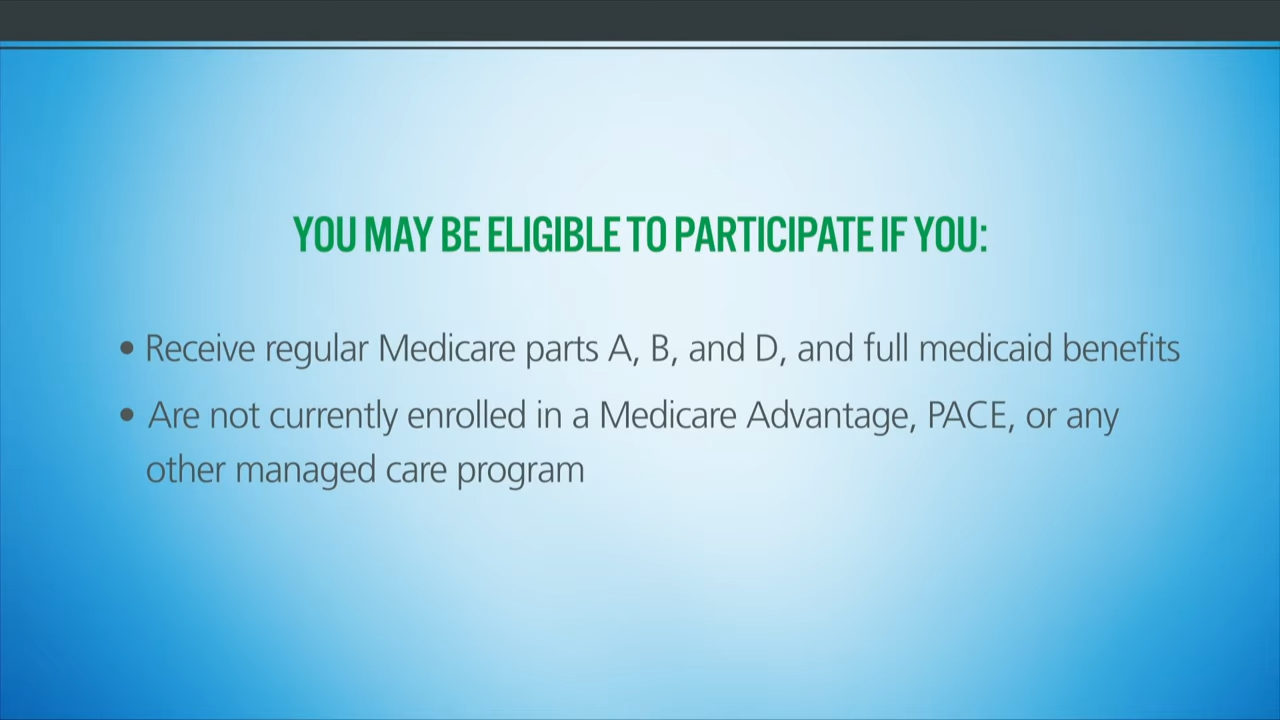 YOU MAY BE ELIGIBLE TO PARTICIPATE IF YOU:
• Receive regular Medicare parts A, B, and D, and full medicaid benefits
• Are not currently enrolled in a Medicare Advantage, PACE, or any
other managed care program